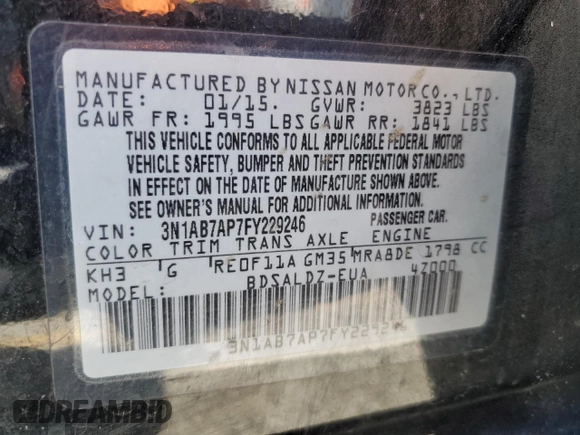 MANUFACTURED BY NISSAN MOTOR CO., LTD.
DATE: 01/15. GVWR: 3823 LBS
GAWR FR: 1995 LBS GAWR RR: 1841 LBS
THIS VEHICLE CONFORMS TO ALL APPLICABLE FEDERAL MOTOR
VEHICLE SAFETY, BUMPER AND THEFT PREVENTION STANDARDS
IN EFFECT ON THE DATE OF MANUFACTURE SHOWN ABOVE.
SEE OWNER'S MANUAL FOR ADDITIONAL INFORMATION.
VIN: 3N1AB7AP7FY229246 PASSENGER CAR.
COLOR TRIM TRANS AXLE ENGINE
KH3 G RE0F11A GM35 MRA8DE 1798 CC
MODEL: BDSALDZ-EUA 4Z000
3N1AB7AP7FY229246
DREAMBID